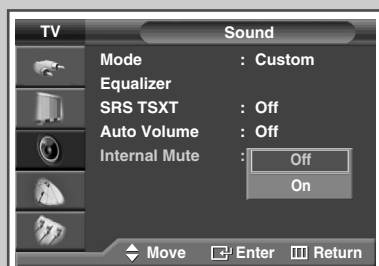 TV Sound
Mode : Custom
Equalizer
SRS TSXT : Off
Auto Volume : Off
Internal Mute : Off
On
Move Enter Return